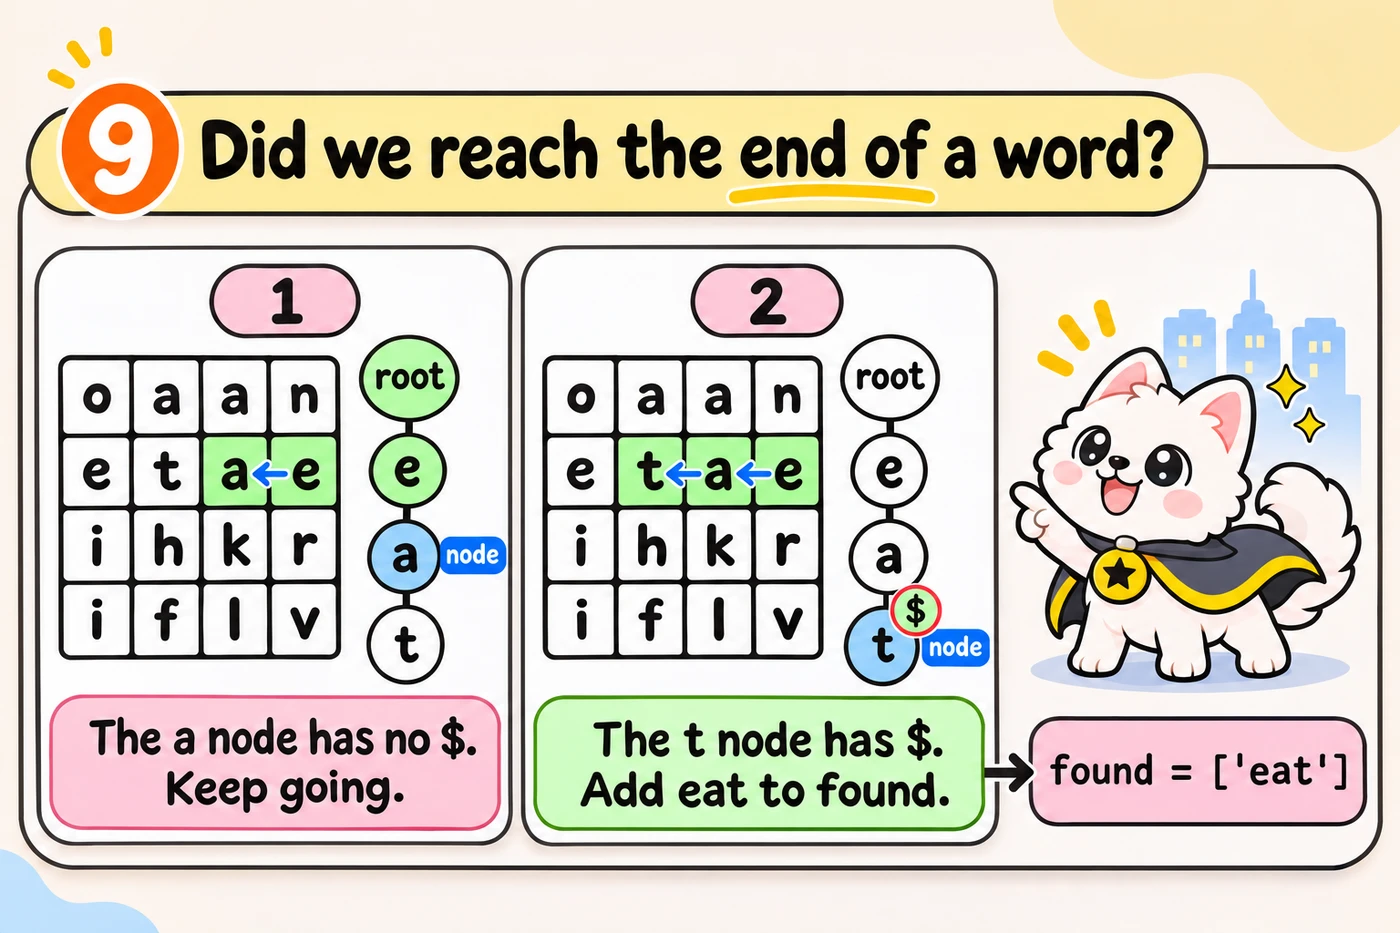 9 Did we reach the end of a word?
1
o a a n
e t a ← e
i h k r
i f l v
root
e
a node
t
The a node has no $.
Keep going.
2
o a a n
e t ← a ← e
i h k r
i f l v
root
e
a
$
t node
The t node has $.
Add eat to found.
found = ['eat']